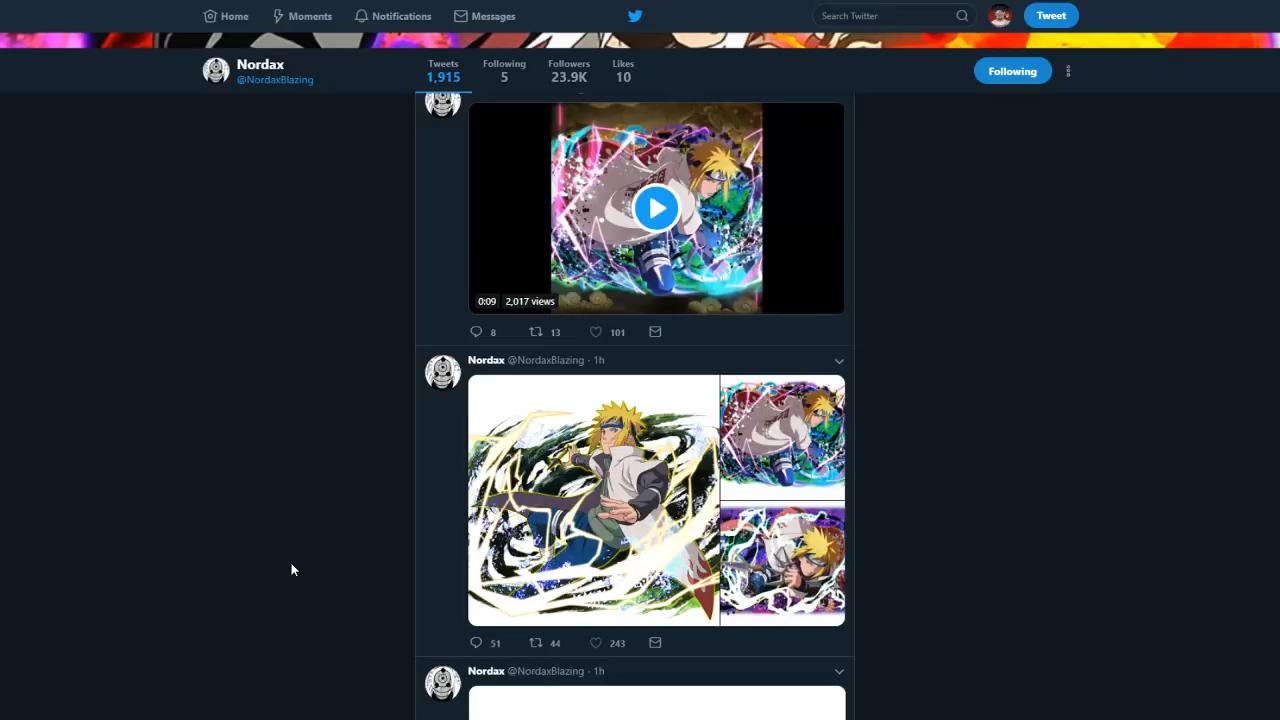 Home
Moments
Notifications
Messages
Search Twitter
Tweet
Nordax
@NordaxBlazing
Tweets
1,915
Following
5
Followers
23.9K
Likes
10
Following
0:09 2,017 views
8 13 101
Nordax @NordaxBlazing · 1h
51 44 243
Nordax @NordaxBlazing · 1h